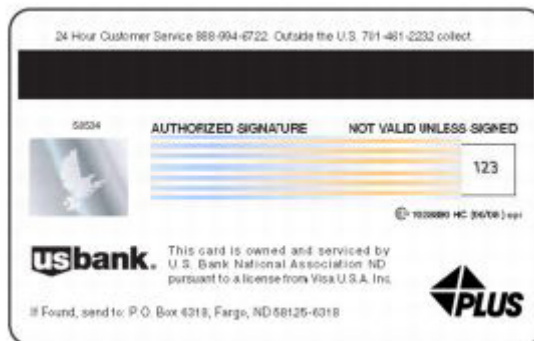 24 Hour Customer Service 888-994-6722. Outside the U.S. 701-461-2232 collect.
AUTHORIZED SIGNATURE NOT VALID UNLESS SIGNED
123
usbank.
This card is owned and serviced by
U.S. Bank National Association ND
pursuant to a license from Visa U.S.A. Inc.
PLUS
If Found, send to: P.O. Box 6318, Fargo, ND 58125-6318